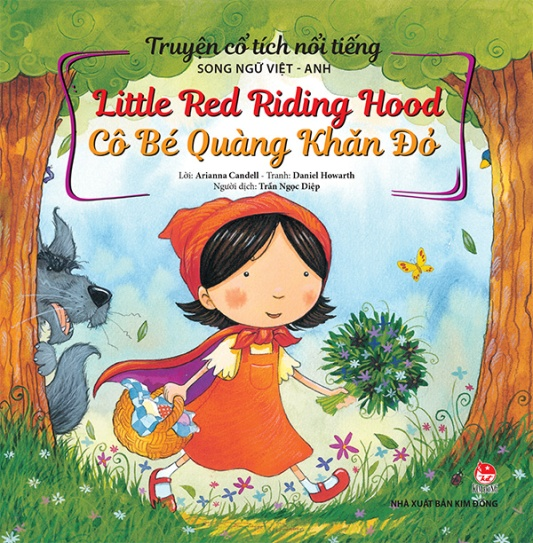 Truyện cổ tích nổi tiếng
SONG NGỮ VIỆT - ANH
Little Red Riding Hood
Cô Bé Quàng Khăn Đỏ
Lời: Arianna Candell - Tranh: Daniel Howarth
Người dịch: Trần Ngọc Diệp
NHÀ XUẤT BẢN KIM ĐỒNG